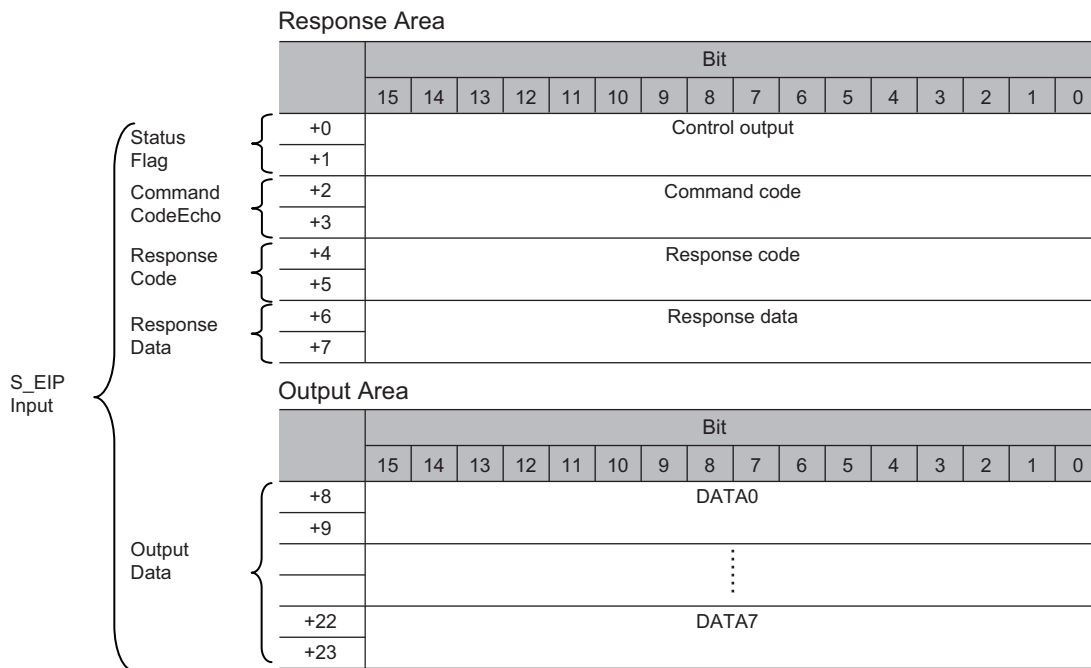 Response Area
Bit
15 14 13 12 11 10 9 8 7 6 5 4 3 2 1 0
Status
Flag
+0 Control output
+1
Command
CodeEcho
+2 Command code
+3
Response
Code
+4 Response code
+5
Response
Data
+6 Response data
+7
S_EIP
Input
Output Area
Bit
15 14 13 12 11 10 9 8 7 6 5 4 3 2 1 0
+8 DATA0
+9
Output
Data
+22 DATA7
+23